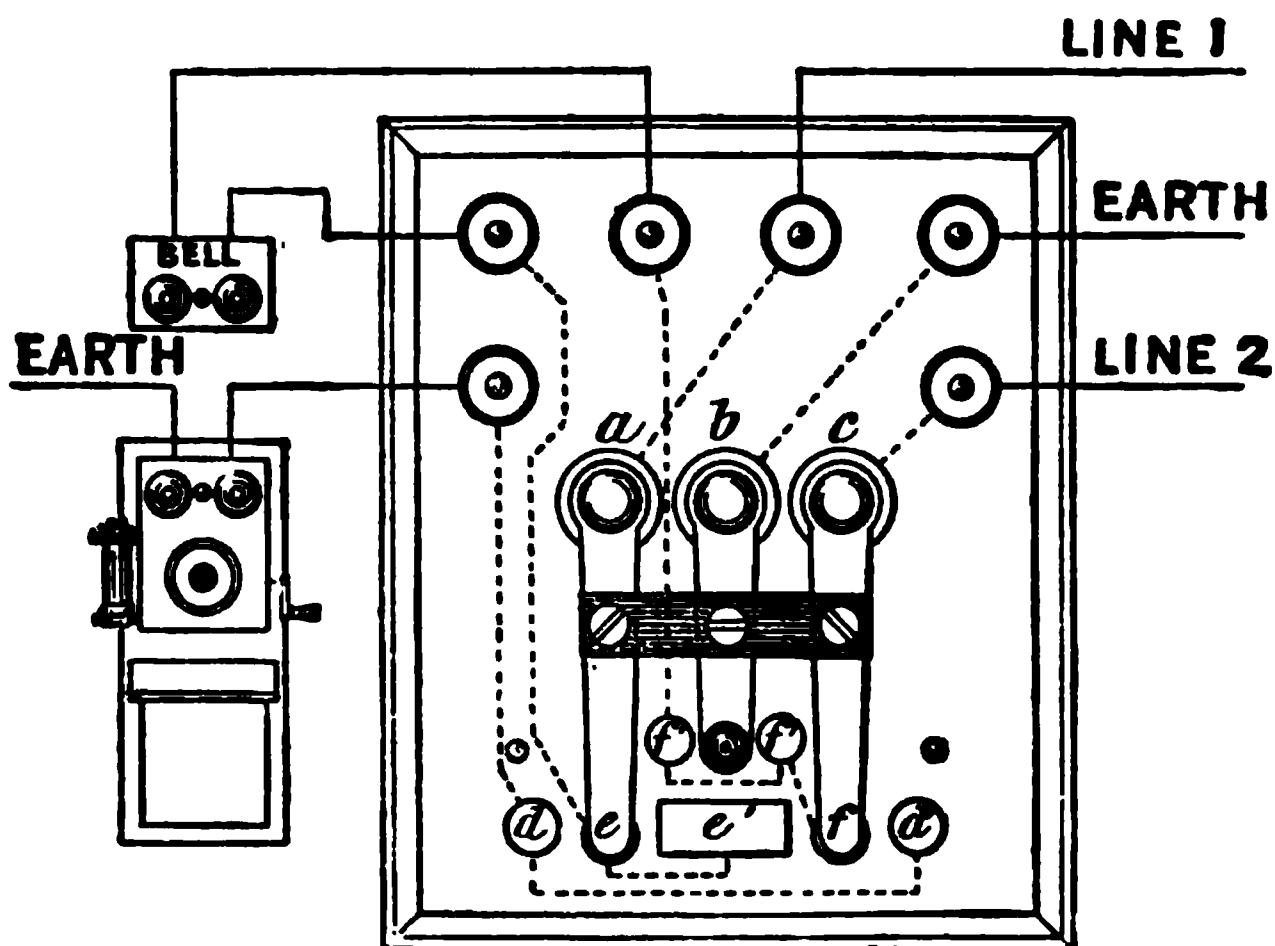 LINE 1
EARTH
BELL
EARTH
LINE 2
a b c
f' f'
d e e' f d'